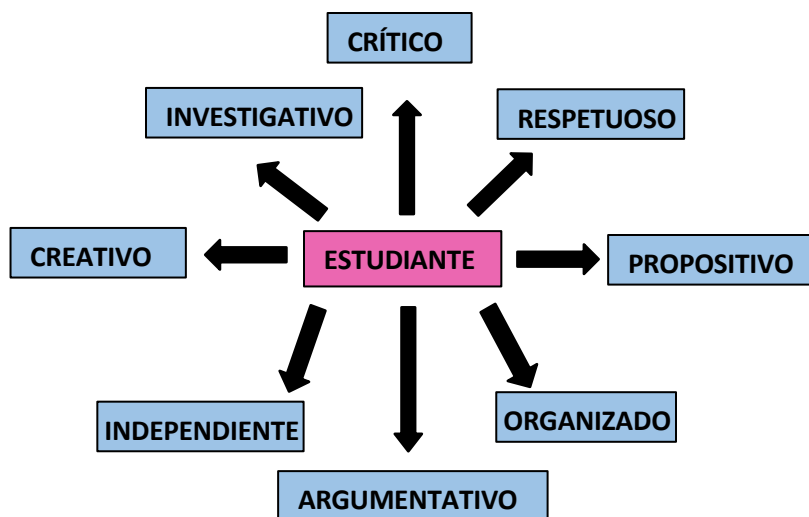 CRÍTICO
INVESTIGATIVO
RESPETUOSO
CREATIVO
ESTUDIANTE
PROPOSITIVO
INDEPENDIENTE
ORGANIZADO
ARGUMENTATIVO